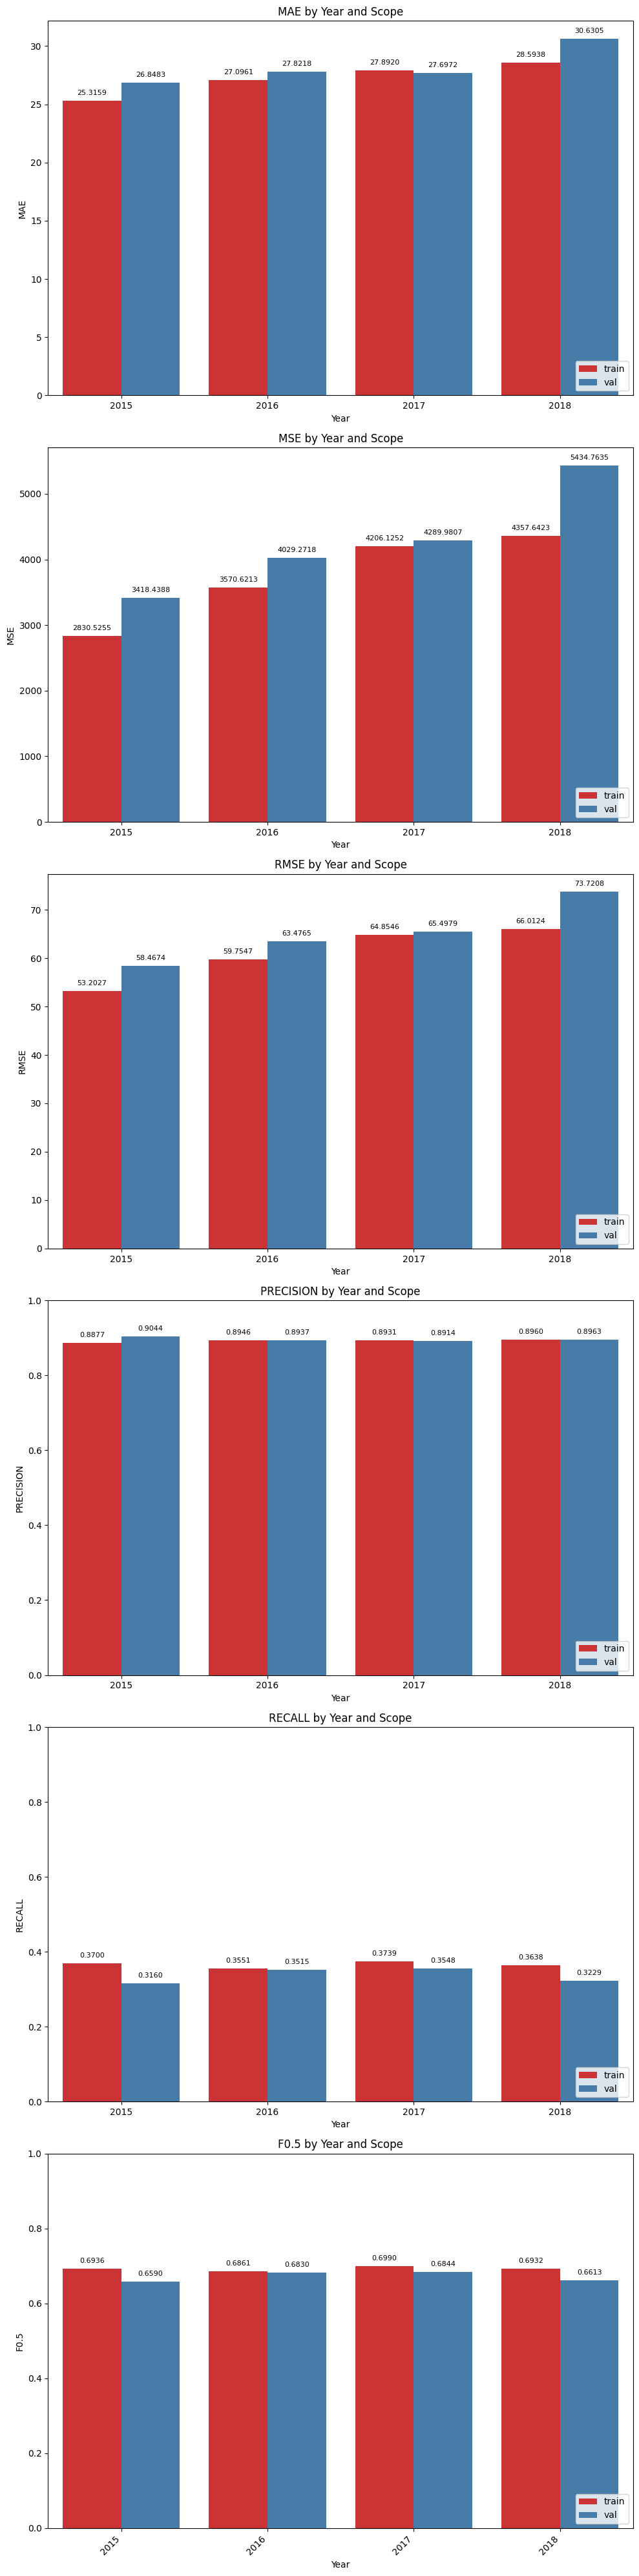 MAE by Year and Scope
30.6305
28.5938
27.8920
27.6972
27.8218
27.0961
26.8483
25.3159
30
25
20
15
10
5
0
MAE
train
val
2015 2016 2017 2018
Year
MSE by Year and Scope
5434.7635
4357.6423
4289.9807
4206.1252
4029.2718
3570.6213
3418.4388
2830.5255
5000
4000
3000
2000
1000
0
MSE
train
val
2015 2016 2017 2018
Year
RMSE by Year and Scope
73.7208
66.0124
65.4979
64.8546
63.4765
59.7547
58.4674
53.2027
70
60
50
40
30
20
10
0
RMSE
train
val
2015 2016 2017 2018
Year
PRECISION by Year and Scope
0.8877 0.9044 0.8946 0.8937 0.8931 0.8914 0.8960 0.8963
1.0
0.8
0.6
0.4
0.2
0.0
PRECISION
train
val
2015 2016 2017 2018
Year
RECALL by Year and Scope
0.3700 0.3160 0.3551 0.3515 0.3739 0.3548 0.3638 0.3229
1.0
0.8
0.6
0.4
0.2
0.0
RECALL
train
val
2015 2016 2017 2018
Year
F0.5 by Year and Scope
0.6936 0.6590 0.6861 0.6830 0.6990 0.6844 0.6932 0.6613
1.0
0.8
0.6
0.4
0.2
0.0
F0.5
train
val
2015 2016 2017 2018
Year